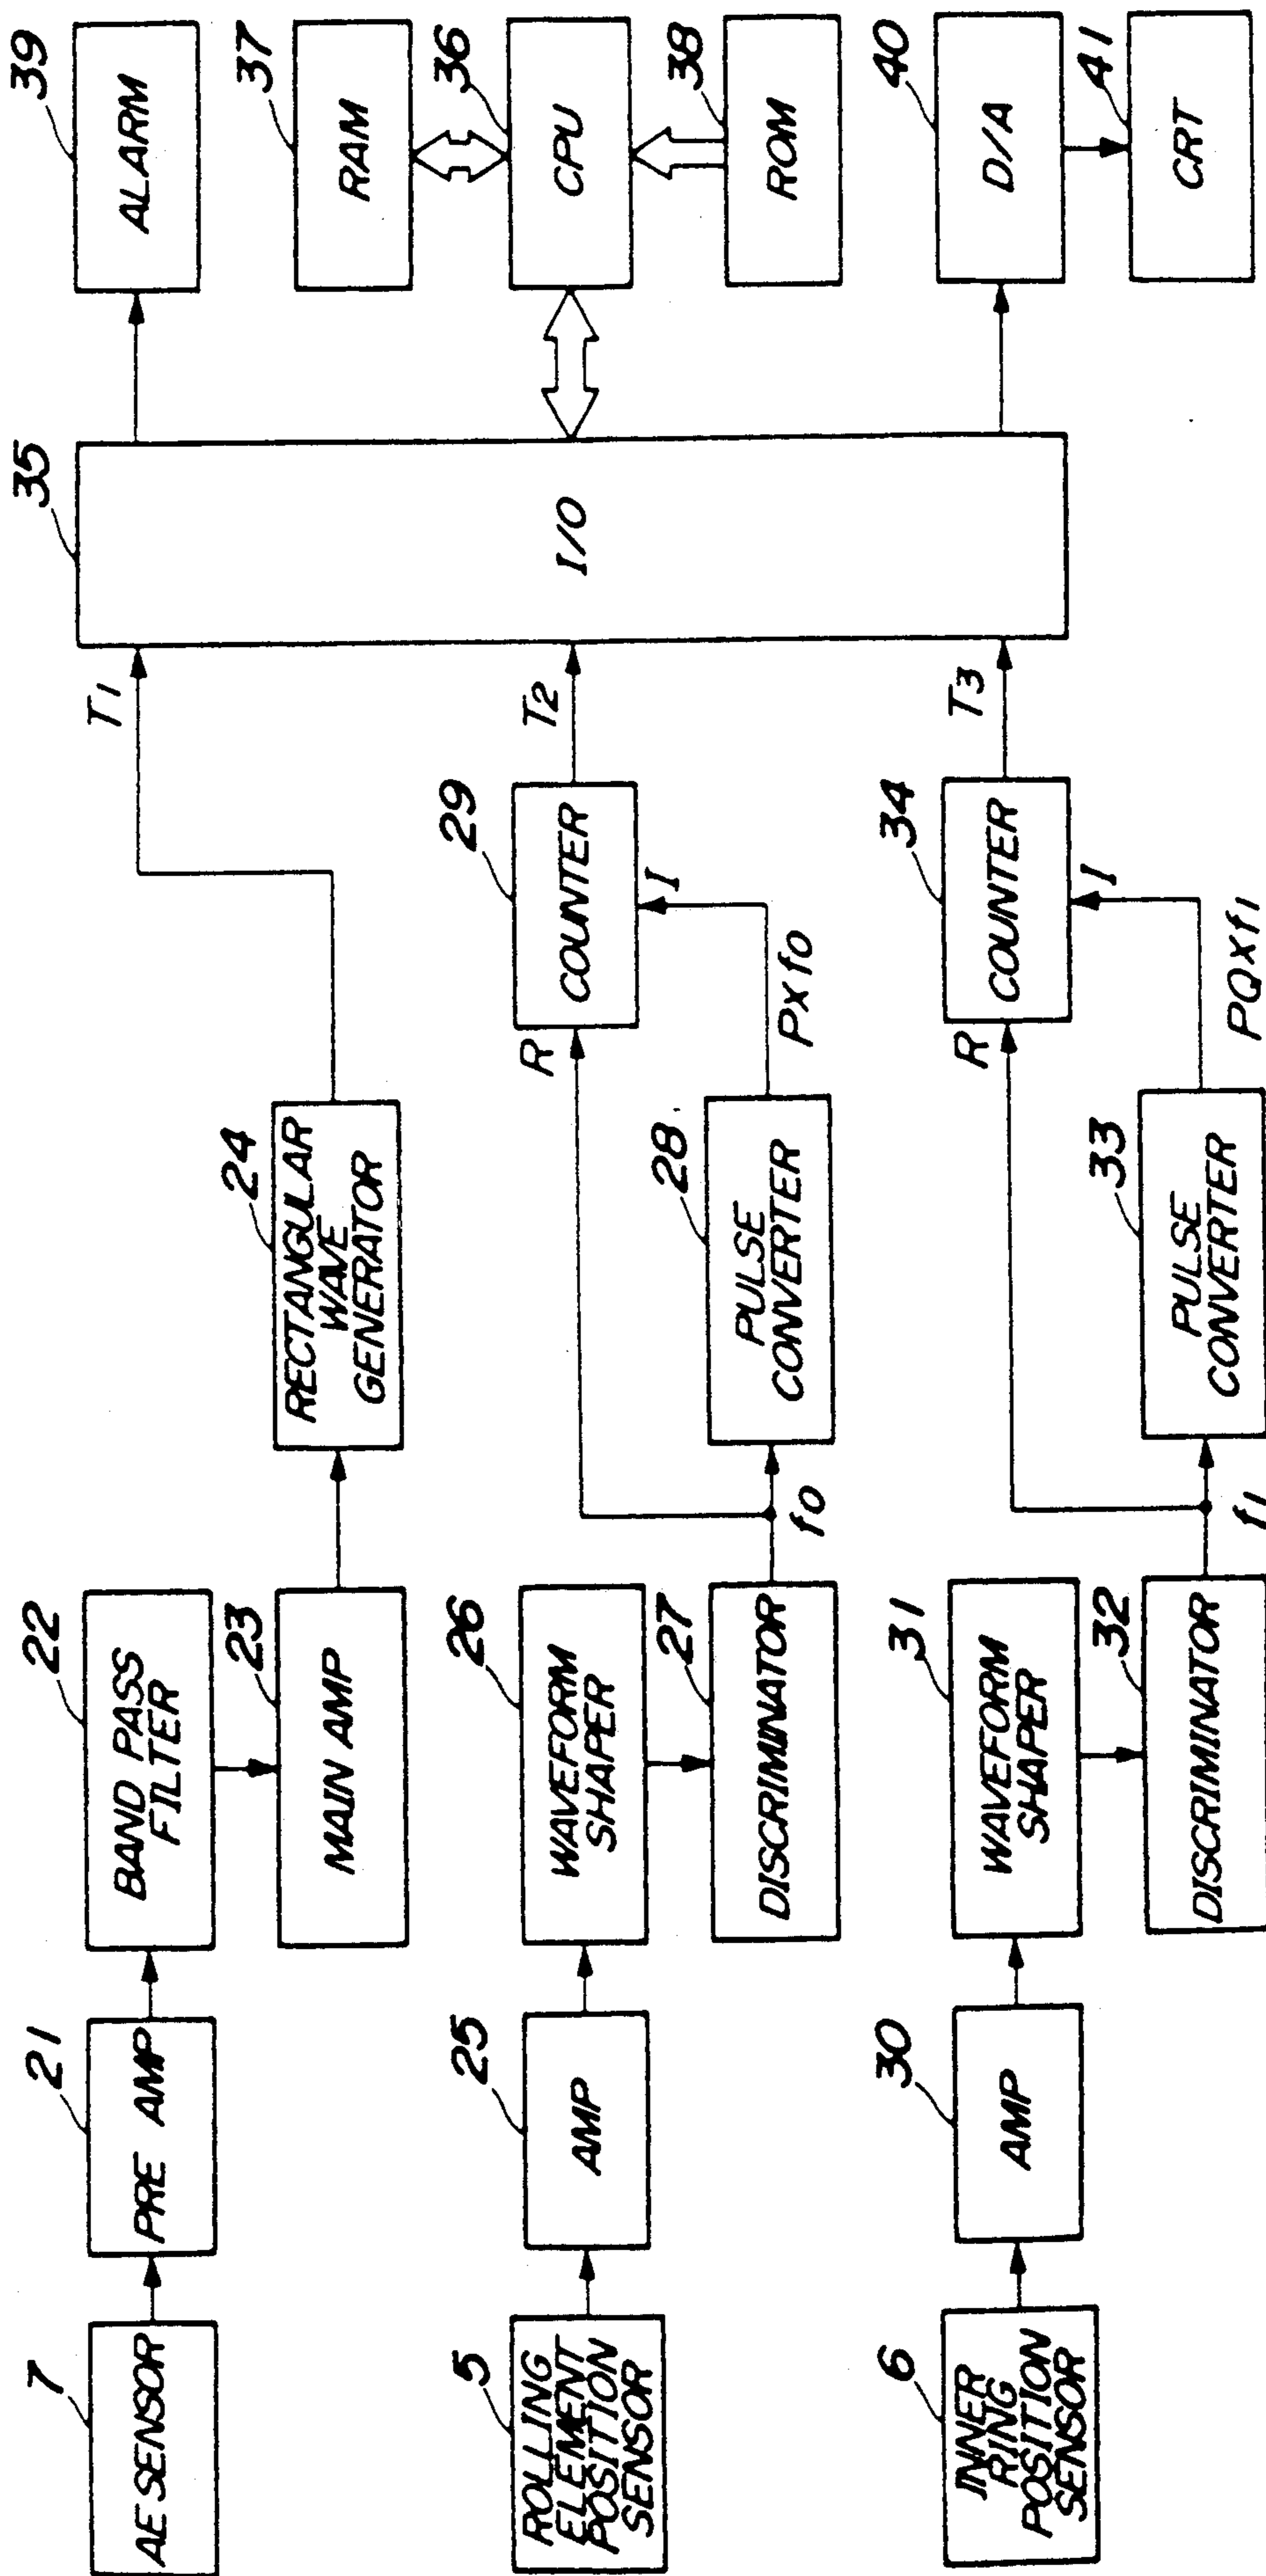 7
AE SENSOR
21
PRE AMP
22
BAND PASS
FILTER
23
MAIN AMP
24
RECTANGULAR
WAVE
GENERATOR
T1
5
ROLLING
ELEMENT
POSITION
SENSOR
25
AMP
26
WAVEFORM
SHAPER
27
DISCRIMINATOR
f0
28
PULSE
CONVERTER
P×f0
R
I
29
COUNTER
T2
6
INNER
RING
POSITION
SENSOR
30
AMP
31
WAVEFORM
SHAPER
32
DISCRIMINATOR
f1
33
PULSE
CONVERTER
PQ×f1
R
I
34
COUNTER
T3
35
I/O
39
ALARM
37
RAM
36
CPU
38
ROM
40
D/A
41
CRT